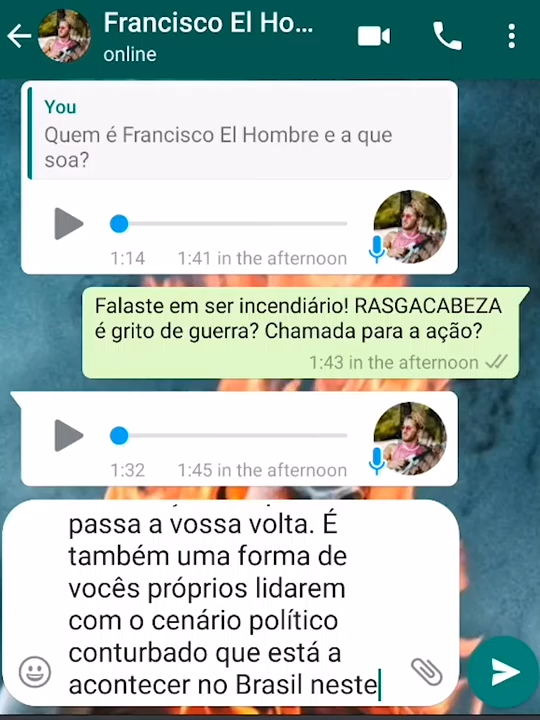 Francisco El Ho...
online
You
Quem é Francisco El Hombre e a que
soa?
1:14 1:41 in the afternoon
Falaste em ser incendiário! RASGACABEZA
é grito de guerra? Chamada para a ação?
1:43 in the afternoon
1:32 1:45 in the afternoon
passa a vossa volta. É
também uma forma de
vocês próprios lidarem
com o cenário político
conturbado que está a
acontecer no Brasil neste